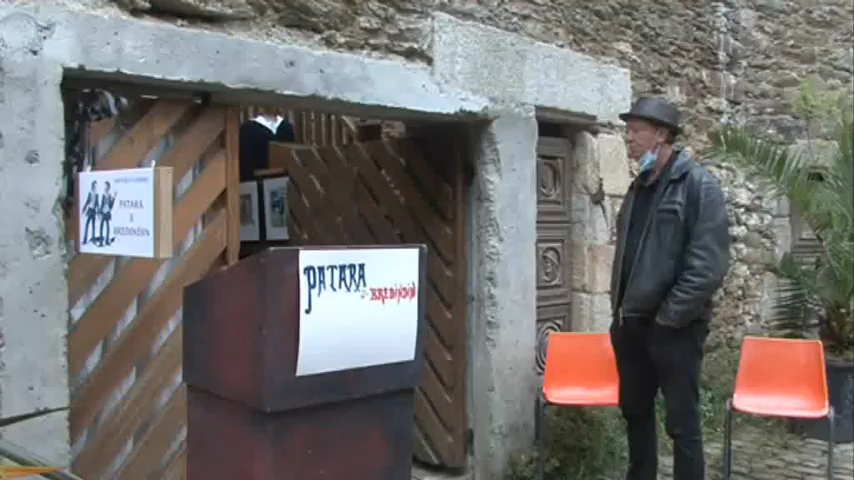 PATARA
&
BREDINDIN
PATARA
& BREDINDIN